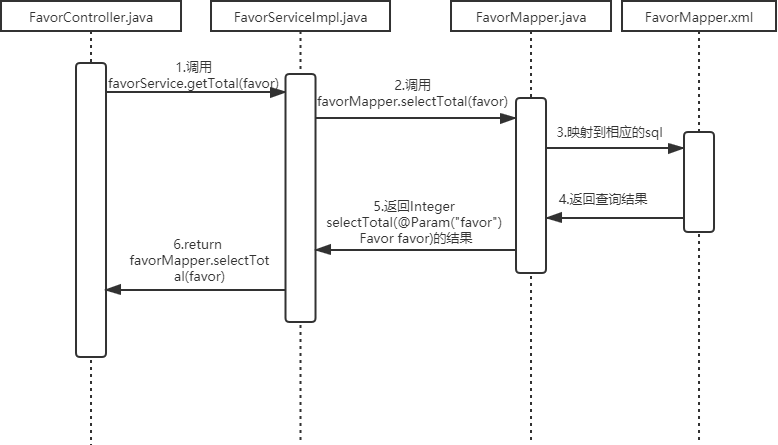 FavorController.java
FavorServiceImpl.java
FavorMapper.java
FavorMapper.xml
1.调用
favorService.getTotal(favor)
2.调用
favorMapper.selectTotal(favor)
3.映射到相应的sql
4.返回查询结果
5.返回Integer
selectTotal(@Param("favor")
Favor favor)的结果
6.return
favorMapper.selectTot
al(favor)